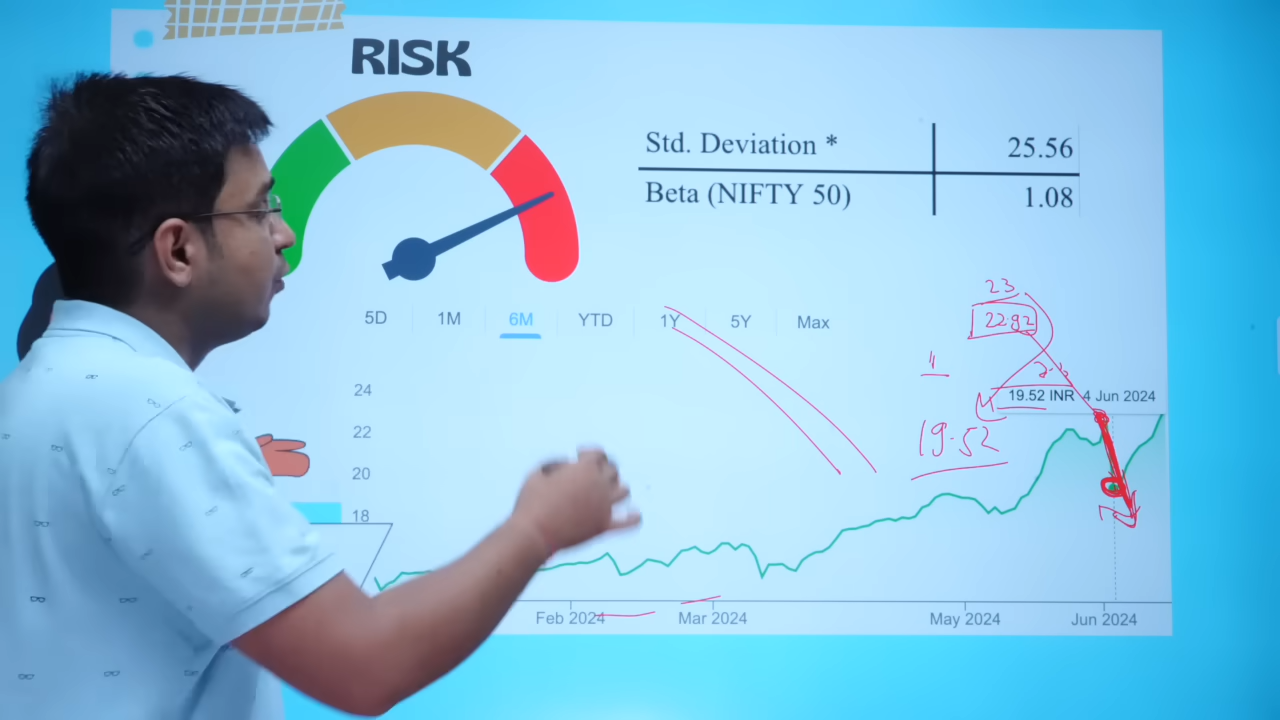 RISK
Std. Deviation * 25.56
Beta (NIFTY 50) 1.08
5D 1M 6M YTD 1Y 5Y Max
23
22.92
19.52 INR 4 Jun 2024
19.52
24
22
20
18
Feb 2024 Mar 2024 May 2024 Jun 2024